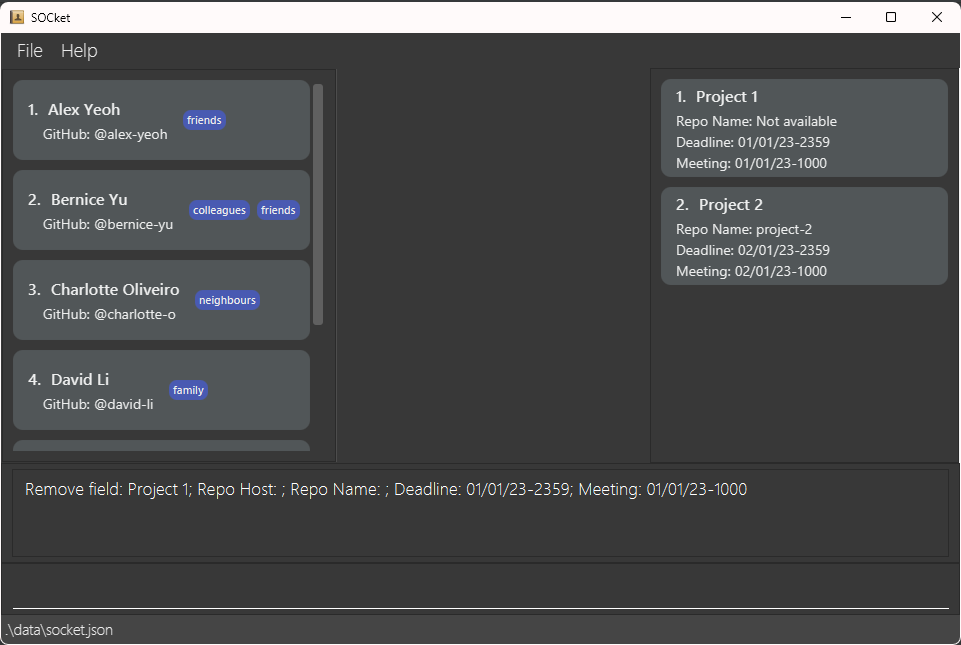 SOCket
File Help
1. Alex Yeoh
friends
GitHub: @alex-yeoh
2. Bernice Yu
colleagues friends
GitHub: @bernice-yu
3. Charlotte Oliveiro
neighbours
GitHub: @charlotte-o
4. David Li
family
GitHub: @david-li
1. Project 1
Repo Name: Not available
Deadline: 01/01/23-2359
Meeting: 01/01/23-1000
2. Project 2
Repo Name: project-2
Deadline: 02/01/23-2359
Meeting: 02/01/23-1000
Remove field: Project 1; Repo Host: ; Repo Name: ; Deadline: 01/01/23-2359; Meeting: 01/01/23-1000
.\data\socket.json